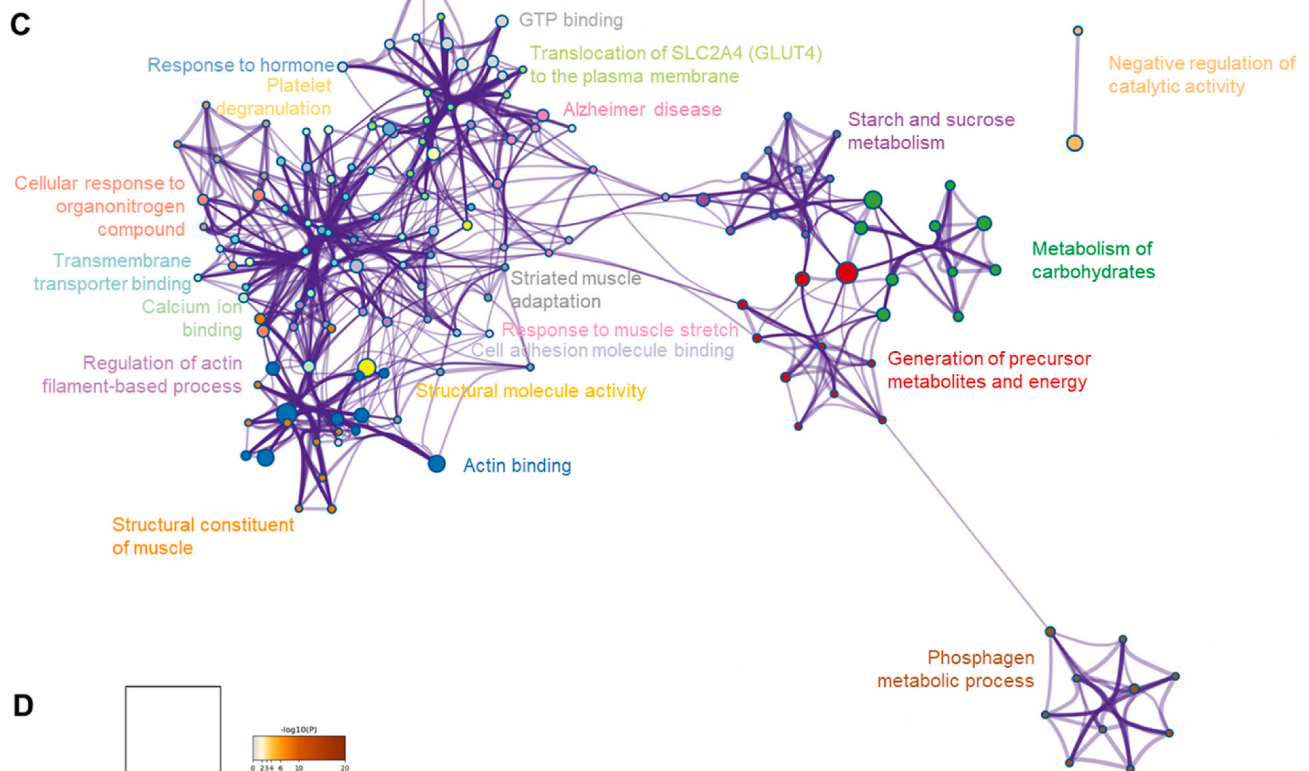 C
GTP binding
Translocation of SLC2A4 (GLUT4)
to the plasma membrane
Response to hormone
Platelet
degranulation
Alzheimer disease
Negative regulation of
catalytic activity
Starch and sucrose
metabolism
Cellular response to
organonitrogen
compound
Metabolism of
carbohydrates
Transmembrane
transporter binding
Striated muscle
adaptation
Calcium ion
binding
Response to muscle stretch
Cell adhesion molecule binding
Regulation of actin
filament-based process
Generation of precursor
metabolites and energy
Structural molecule activity
Actin binding
Structural constituent
of muscle
Phosphagen
metabolic process
D
-log10(P)
0 2 3 4 6 10 20